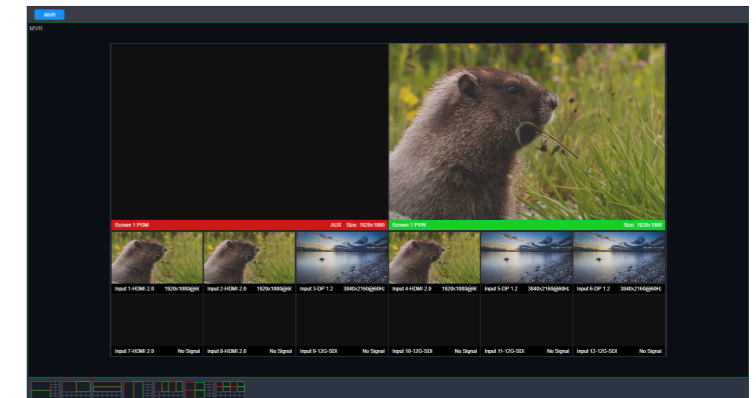 MVR
MVR
Screen 1 PGM AUX Size: 1920x1080
Screen 1 PVW Size: 1920x1080
Input 1-HDMI 2.0 1920x1080@6(
Input 2-HDMI 2.0 1920x1080@6(
Input 3-DP 1.2 3840x2160@60Hz
Input 4-HDMI 2.0 1920x1080@6(
Input 5-DP 1.2 3840x2160@60Hz
Input 6-DP 1.2 3840x2160@60Hz
Input 7-HDMI 2.0 No Signal
Input 8-HDMI 2.0 No Signal
Input 9-12G-SDI No Signal
Input 10-12G-SDI No Signal
Input 11-12G-SDI No Signal
Input 12-12G-SDI No Signal